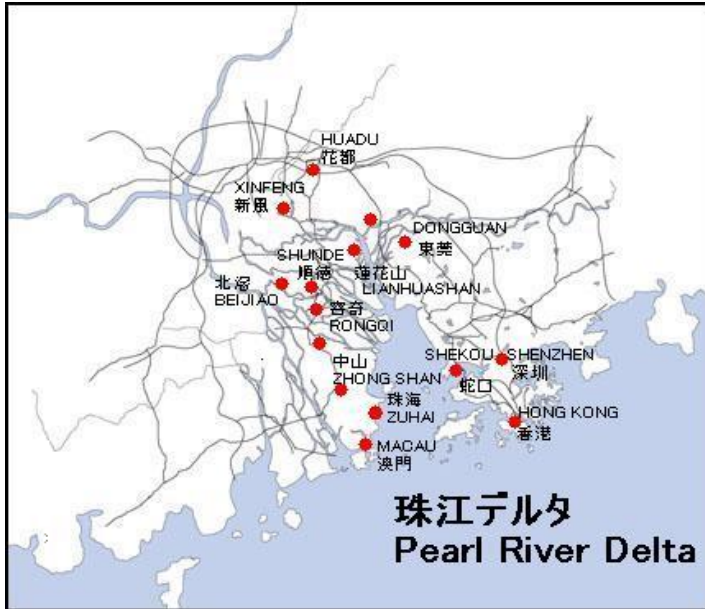 HUADU
花都
XINFENG
新風
DONGGUAN
東莞
SHUNDE
順徳
蓮花山
LIANHUASHAN
北滘
BEIJIAO
容奇
RONGQI
SHEKOU
蛇口
SHENZHEN
深圳
中山
ZHONG SHAN
珠海
ZUHAI
HONG KONG
香港
MACAU
澳門
珠江デルタ
Pearl River Delta